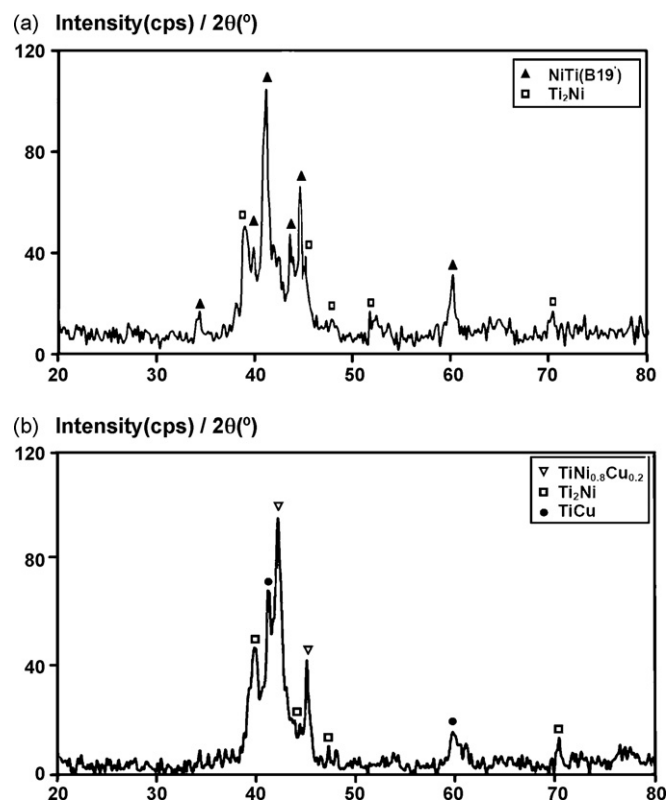 (a) Intensity(cps) / 2θ(º)
120
▲ NiTi(B19')
□ Ti₂Ni
80
40
0
20 30 40 50 60 70 80
(b) Intensity(cps) / 2θ(º)
120
▽ TiNi₀.₈Cu₀.₂
□ Ti₂Ni
● TiCu
80
40
0
20 30 40 50 60 70 80